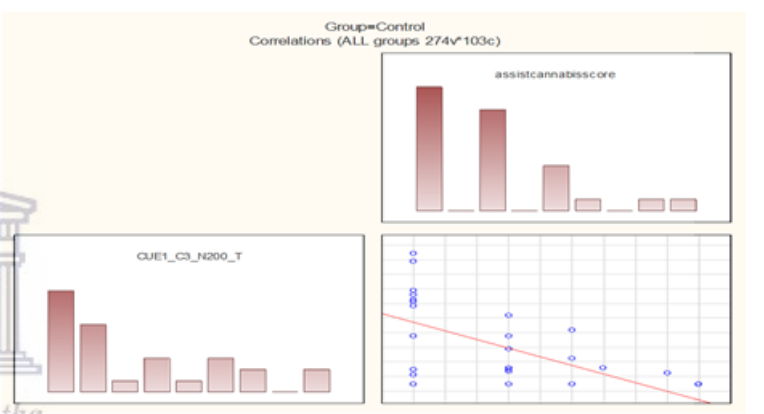 Group=Control
Correlations (ALL groups 274v*103c)
assistcannabisscore
CUE1_C3_N200_T